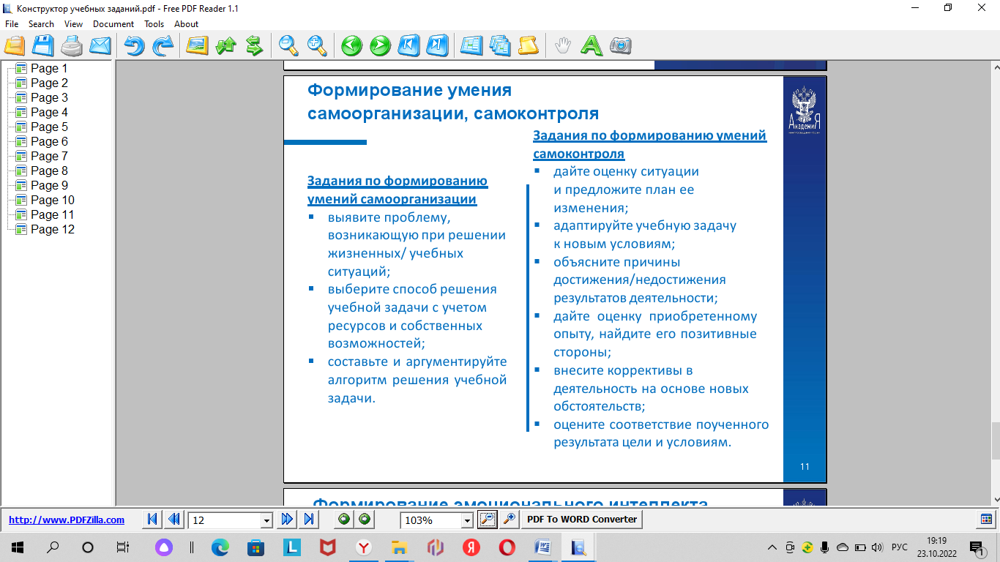 Конструктор учебных заданий.pdf - Free PDF Reader 1.1
File Search View Document Tools About
Page 1
Page 2
Page 3
Page 4
Page 5
Page 6
Page 7
Page 8
Page 9
Page 10
Page 11
Page 12
Формирование умения
самоорганизации, самоконтроля
АкадемиЯ
Задания по формированию
умений самоорганизации
▪ выявите проблему,
возникающую при решении
жизненных/ учебных
ситуаций;
▪ выберите способ решения
учебной задачи с учетом
ресурсов и собственных
возможностей;
▪ составьте и аргументируйте
алгоритм решения учебной
задачи.
Задания по формированию умений
самоконтроля
▪ дайте оценку ситуации
и предложите план ее
изменения;
▪ адаптируйте учебную задачу
к новым условиям;
▪ объясните причины
достижения/недостижения
результатов деятельности;
▪ дайте оценку приобретенному
опыту, найдите его позитивные
стороны;
▪ внесите коррективы в
деятельность на основе новых
обстоятельств;
▪ оцените соответствие поученного
результата цели и условиям.
11
Формирование эмоционального интеллекта
http://www.PDFZilla.com
12
103%
PDF To WORD Converter
РУС
19:19
23.10.2022
1